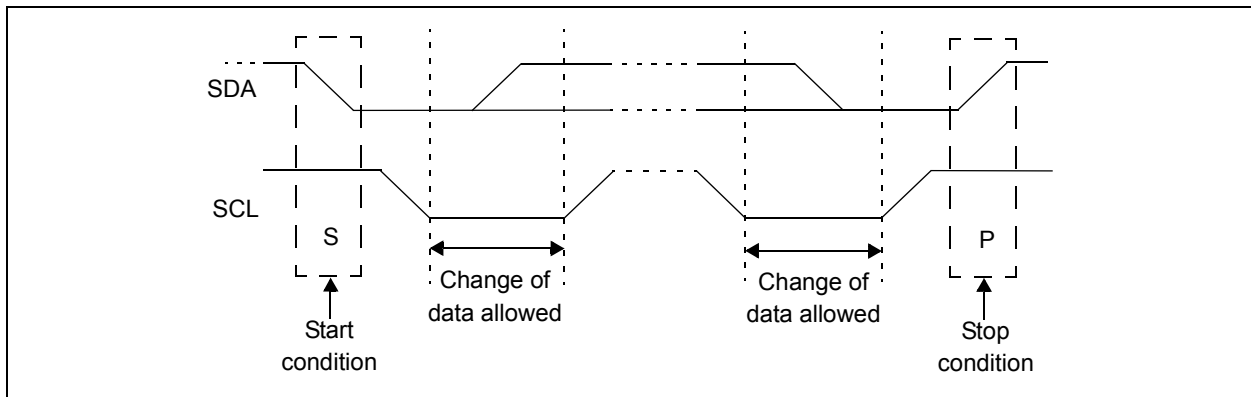 SDA
SCL
S
P
Change of
data allowed
Change of
data allowed
Start
condition
Stop
condition